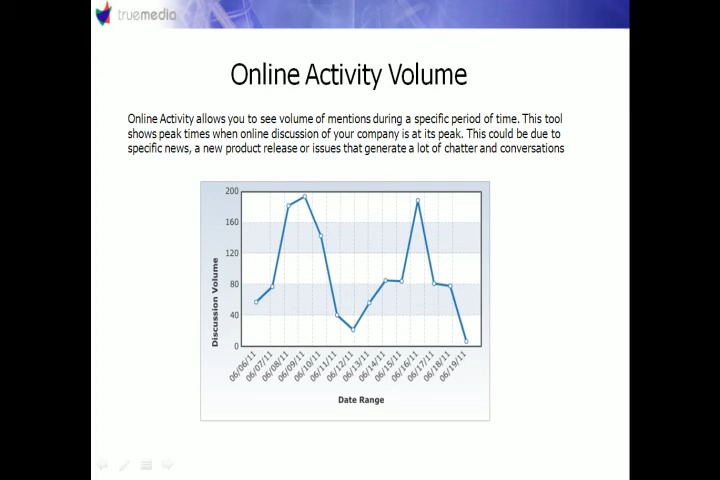 truemedia
Online Activity Volume
Online Activity allows you to see volume of mentions during a specific period of time. This tool
shows peak times when online discussion of your company is at its peak. This could be due to
specific news, a new product release or issues that generate a lot of chatter and conversations
200
160
120
80
40
0
Discussion Volume
06/06/11
06/07/11
06/08/11
06/09/11
06/10/11
06/11/11
06/12/11
06/13/11
06/14/11
06/15/11
06/16/11
06/17/11
06/18/11
06/19/11
Date Range